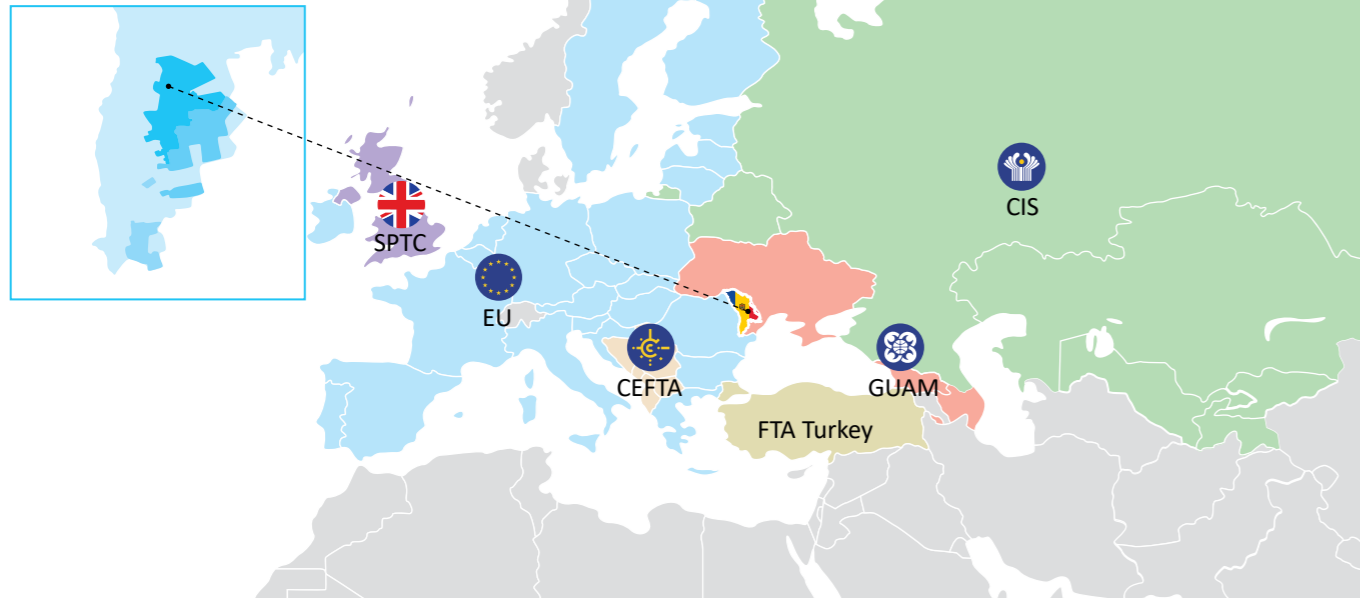 CIS
SPTC
EU
CEFTA
GUAM
FTA Turkey